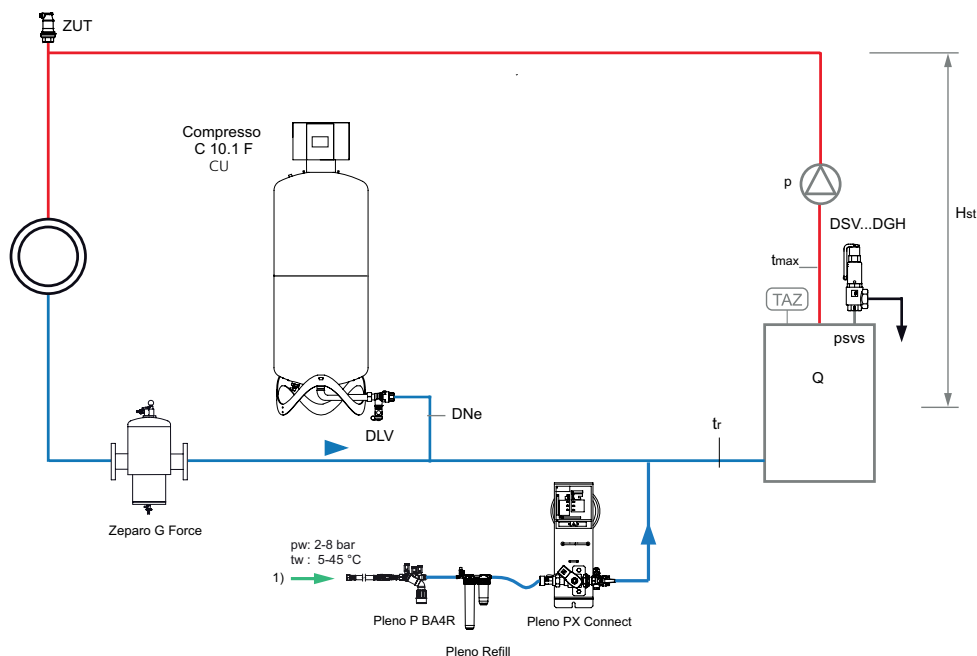 ZUT
Compresso
C 10.1 F
CU
p
Hst
DSV...DGH
tmax
TAZ
psvs
Q
DNe
DLV
tr
Zeparo G Force
pw: 2-8 bar
tw : 5-45 °C
1)
Pleno P BA4R
Pleno PX Connect
Pleno Refill